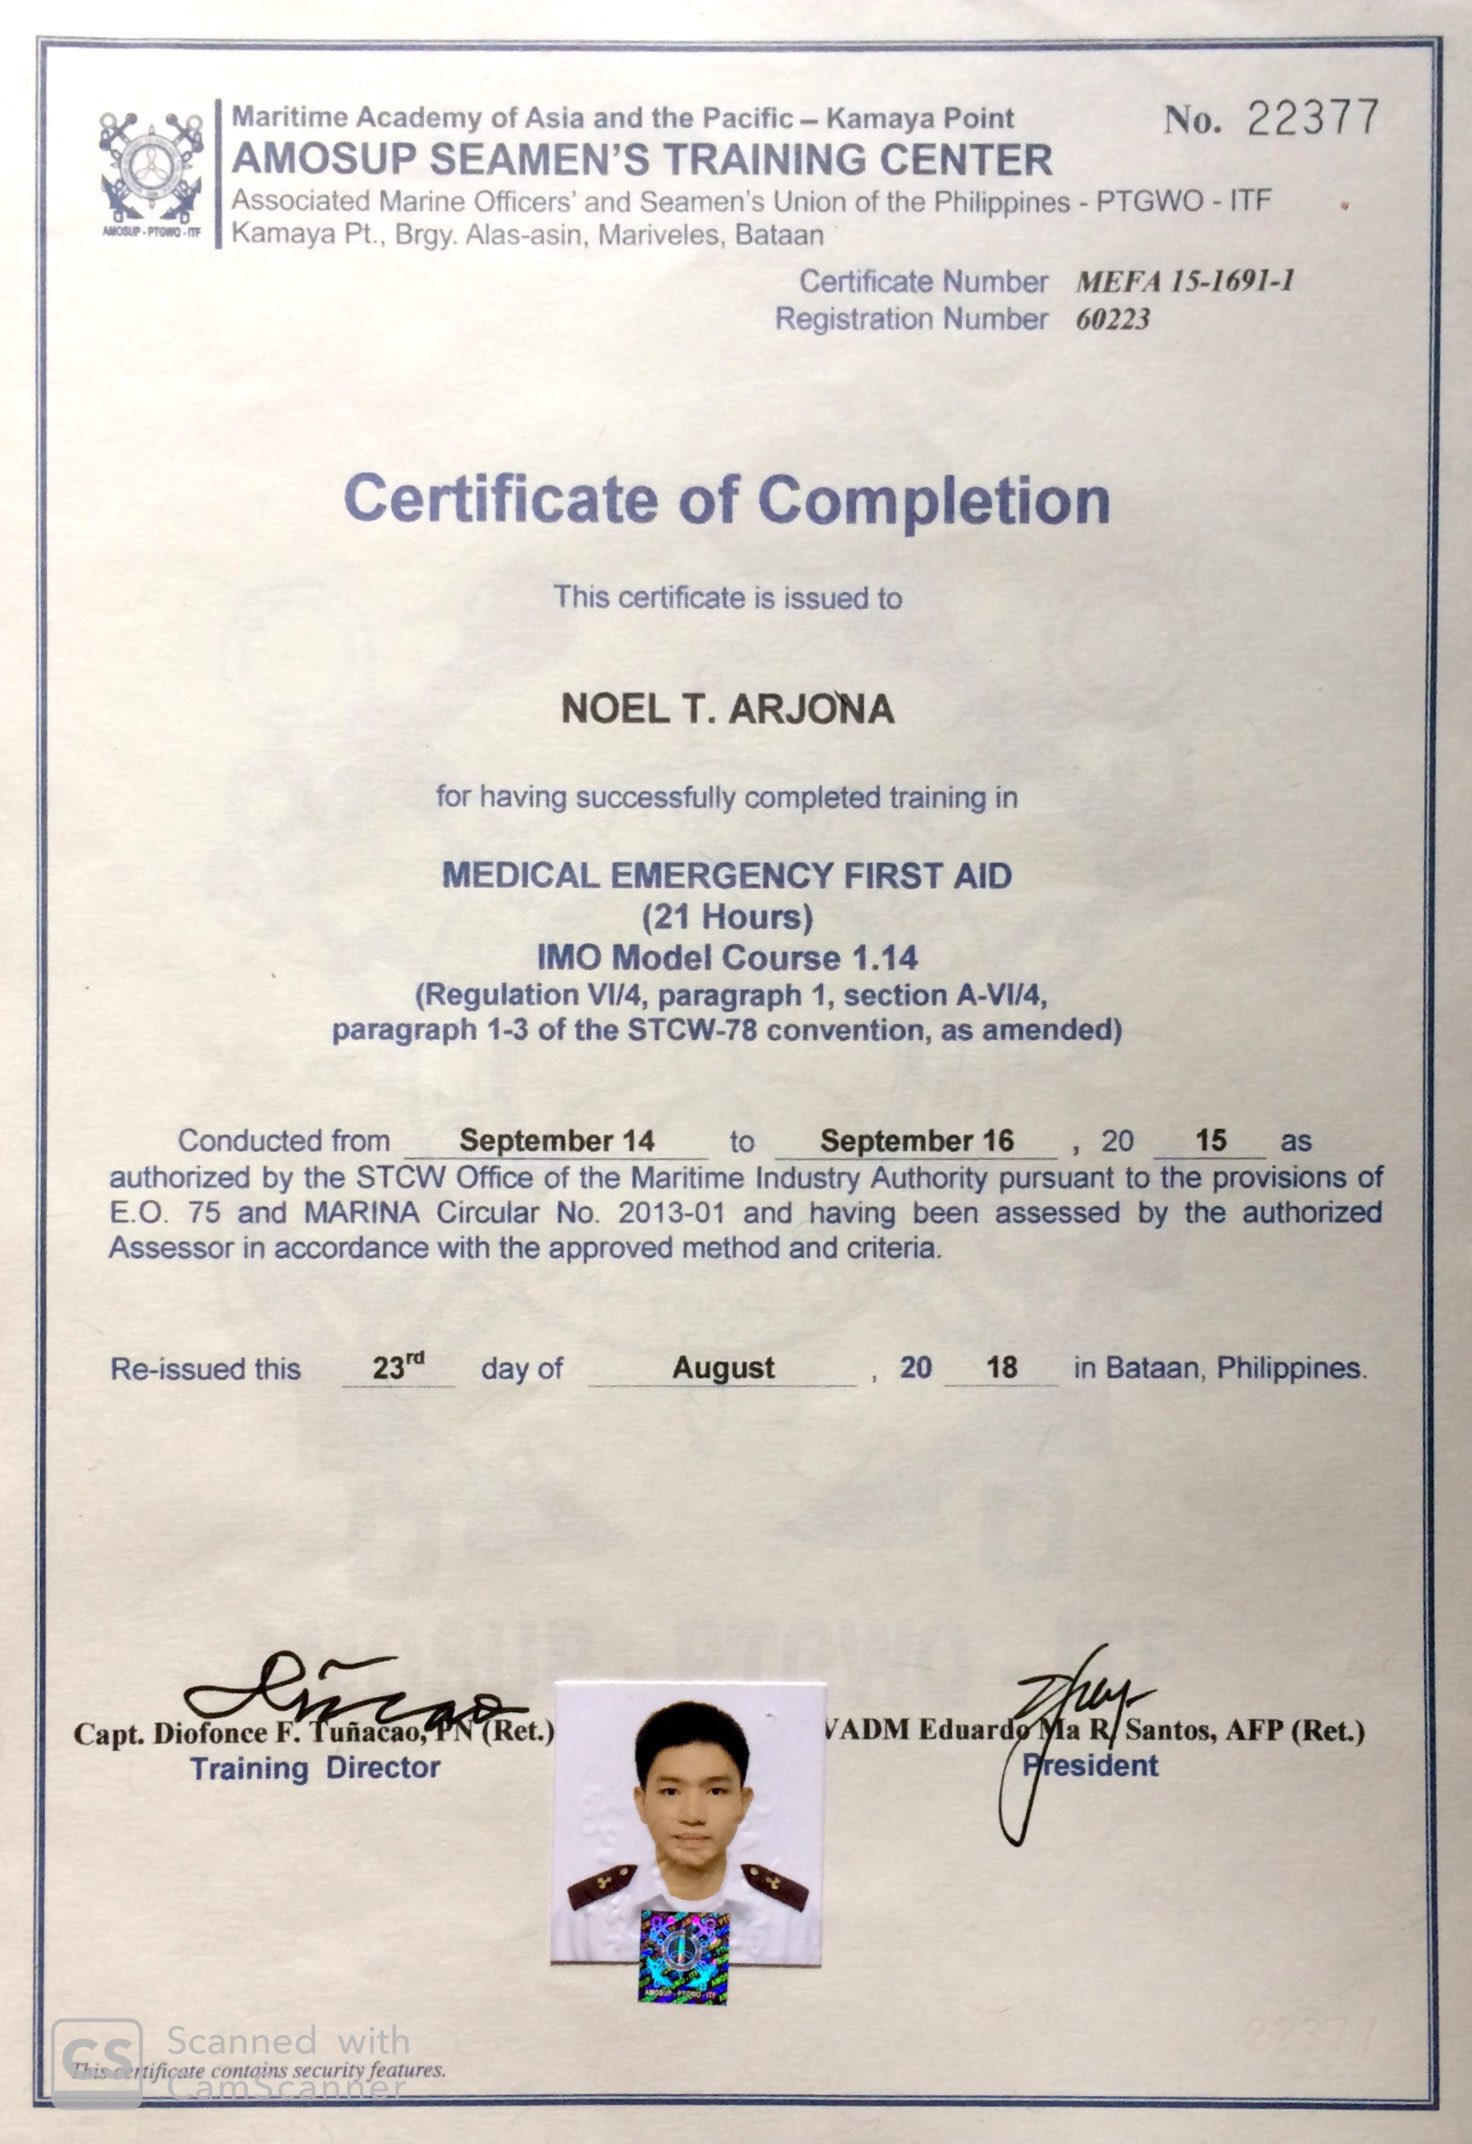 Maritime Academy of Asia and the Pacific – Kamaya Point
No. 22377
AMOSUP SEAMEN'S TRAINING CENTER
Associated Marine Officers' and Seamen's Union of the Philippines - PTGWO - ITF
Kamaya Pt., Brgy. Alas-asin, Mariveles, Bataan
AMOSUP - PTGWO - ITF
Certificate Number MEFA 15-1691-1
Registration Number 60223
Certificate of Completion
This certificate is issued to
NOEL T. ARJONA
for having successfully completed training in
MEDICAL EMERGENCY FIRST AID
(21 Hours)
IMO Model Course 1.14
(Regulation VI/4, paragraph 1, section A-VI/4,
paragraph 1-3 of the STCW-78 convention, as amended)
Conducted from September 14 to September 16 , 20 15 as
authorized by the STCW Office of the Maritime Industry Authority pursuant to the provisions of
E.O. 75 and MARINA Circular No. 2013-01 and having been assessed by the authorized
Assessor in accordance with the approved method and criteria.
Re-issued this 23rd day of August , 20 18 in Bataan, Philippines.
Capt. Diofonce F. Tuñacao, PN (Ret.)
Training Director
VADM Eduardo Ma R. Santos, AFP (Ret.)
President
AMOSUP - PTGWO - ITF
22377
CS
Scanned with
CamScanner
This certificate contains security features.